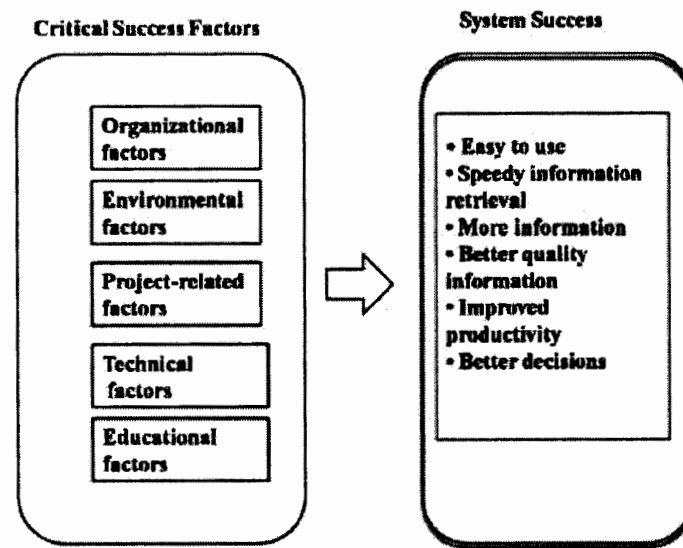 Critical Success Factors
Organizational
factors
Environmental
factors
Project-related
factors
Technical
factors
Educational
factors
System Success
• Easy to use
• Speedy information
retrieval
• More information
• Better quality
information
• Improved
productivity
• Better decisions